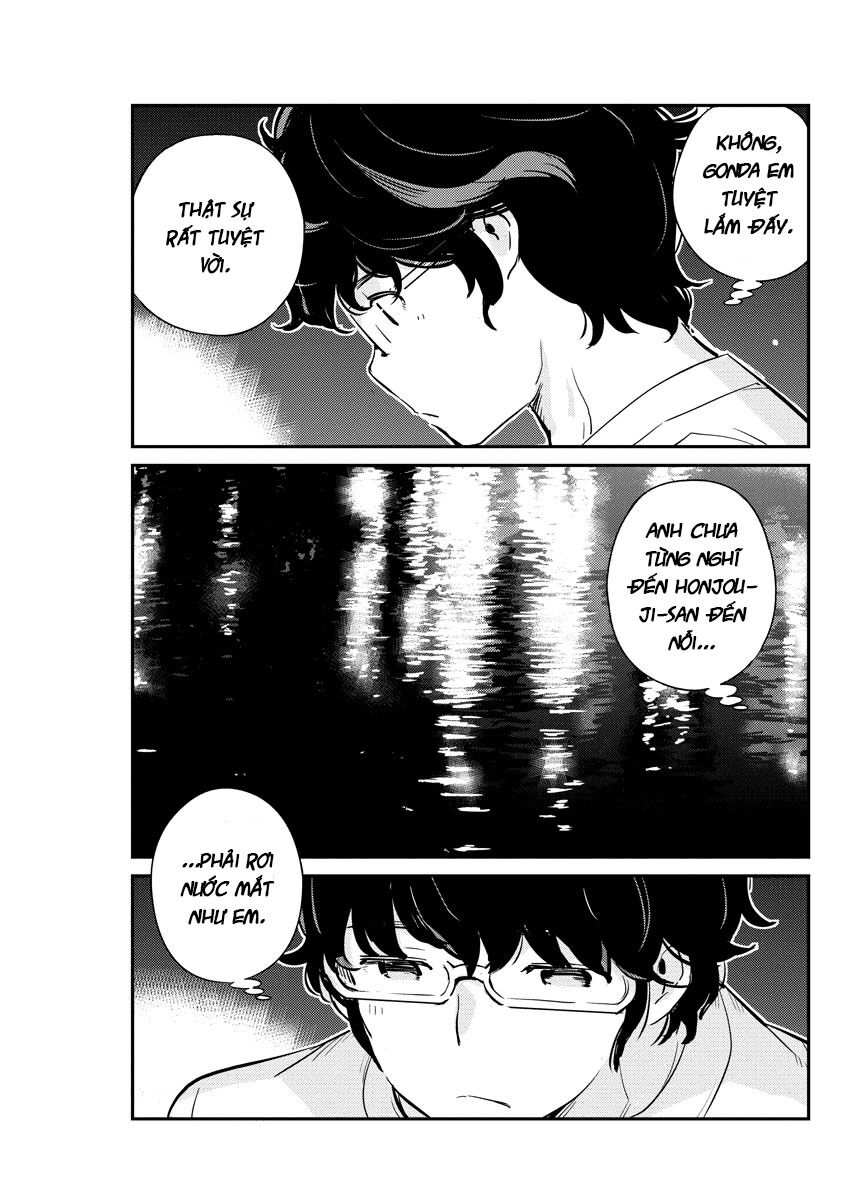 KHÔNG,
GONDA EM
TUYỆT
LẮM ĐẤY.
THẬT SỰ
RẤT TUYỆT
VỜI.
ANH CHƯA
TỪNG NGHĨ
ĐẾN HONJOU-
JI-SAN ĐẾN
NỖI...
...PHẢI RƠI
NƯỚC MẮT
NHƯ EM.